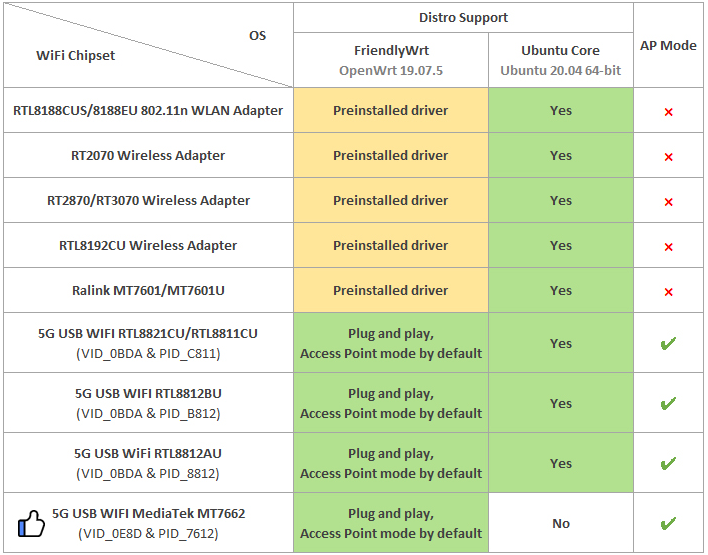 OS
WiFi Chipset
Distro Support
AP Mode
FriendlyWrt
OpenWrt 19.07.5
Ubuntu Core
Ubuntu 20.04 64-bit
RTL8188CUS/8188EU 802.11n WLAN Adapter
Preinstalled driver
Yes
RT2070 Wireless Adapter
Preinstalled driver
Yes
RT2870/RT3070 Wireless Adapter
Preinstalled driver
Yes
RTL8192CU Wireless Adapter
Preinstalled driver
Yes
Ralink MT7601/MT7601U
Preinstalled driver
Yes
5G USB WIFI RTL8821CU/RTL8811CU
(VID_0BDA & PID_C811)
Plug and play,
Access Point mode by default
Yes
5G USB WIFI RTL8812BU
(VID_0BDA & PID_B812)
Plug and play,
Access Point mode by default
Yes
5G USB WiFi RTL8812AU
(VID_0BDA & PID_8812)
Plug and play,
Access Point mode by default
Yes
5G USB WIFI MediaTek MT7662
(VID_0E8D & PID_7612)
Plug and play,
Access Point mode by default
No